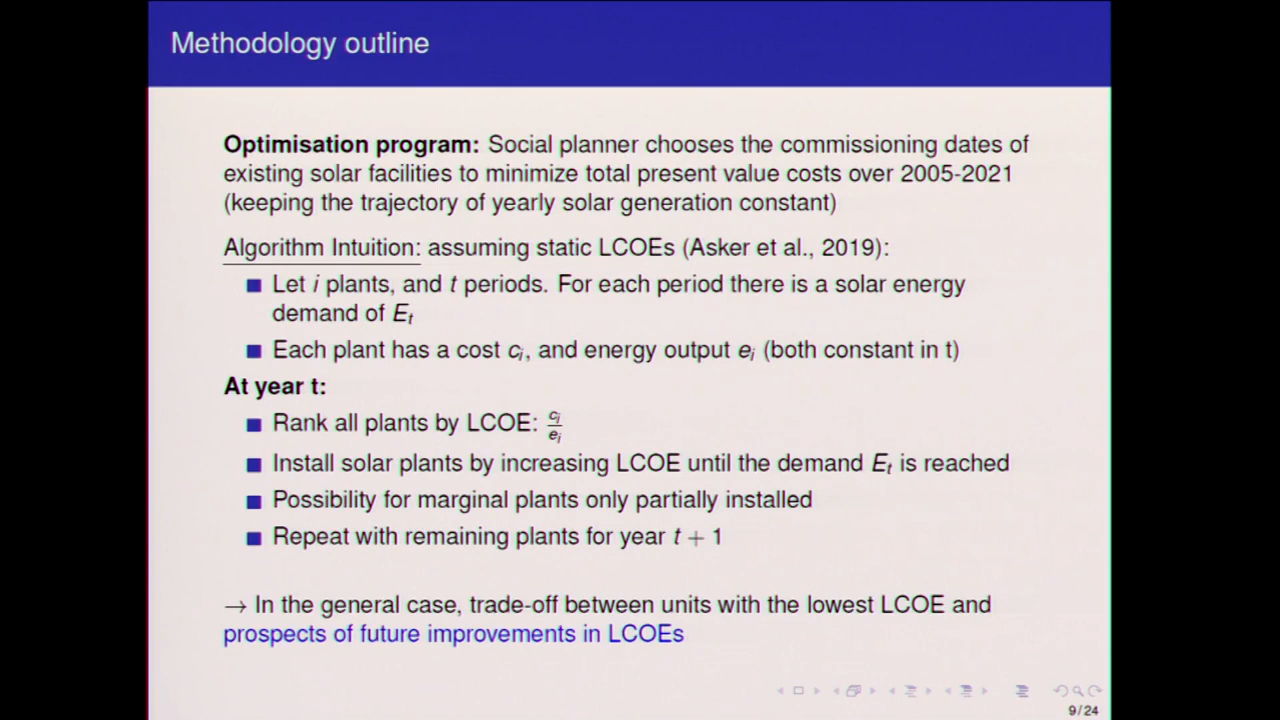 Methodology outline
Optimisation program: Social planner chooses the commissioning dates of
existing solar facilities to minimize total present value costs over 2005-2021
(keeping the trajectory of yearly solar generation constant)
Algorithm Intuition: assuming static LCOEs (Asker et al., 2019):
Let i plants, and t periods. For each period there is a solar energy
demand of E_t
Each plant has a cost c_i, and energy output e_i (both constant in t)
At year t:
Rank all plants by LCOE: c_i/e_i
Install solar plants by increasing LCOE until the demand E_t is reached
Possibility for marginal plants only partially installed
Repeat with remaining plants for year t + 1
→ In the general case, trade-off between units with the lowest LCOE and
prospects of future improvements in LCOEs
9/24